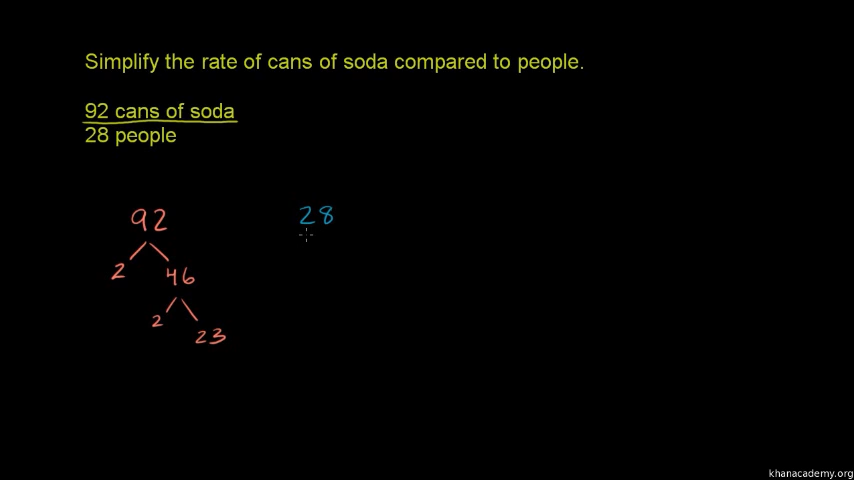 Simplify the rate of cans of soda compared to people.
92 cans of soda
28 people
92 28
2 46
2 23
khanacademy.org